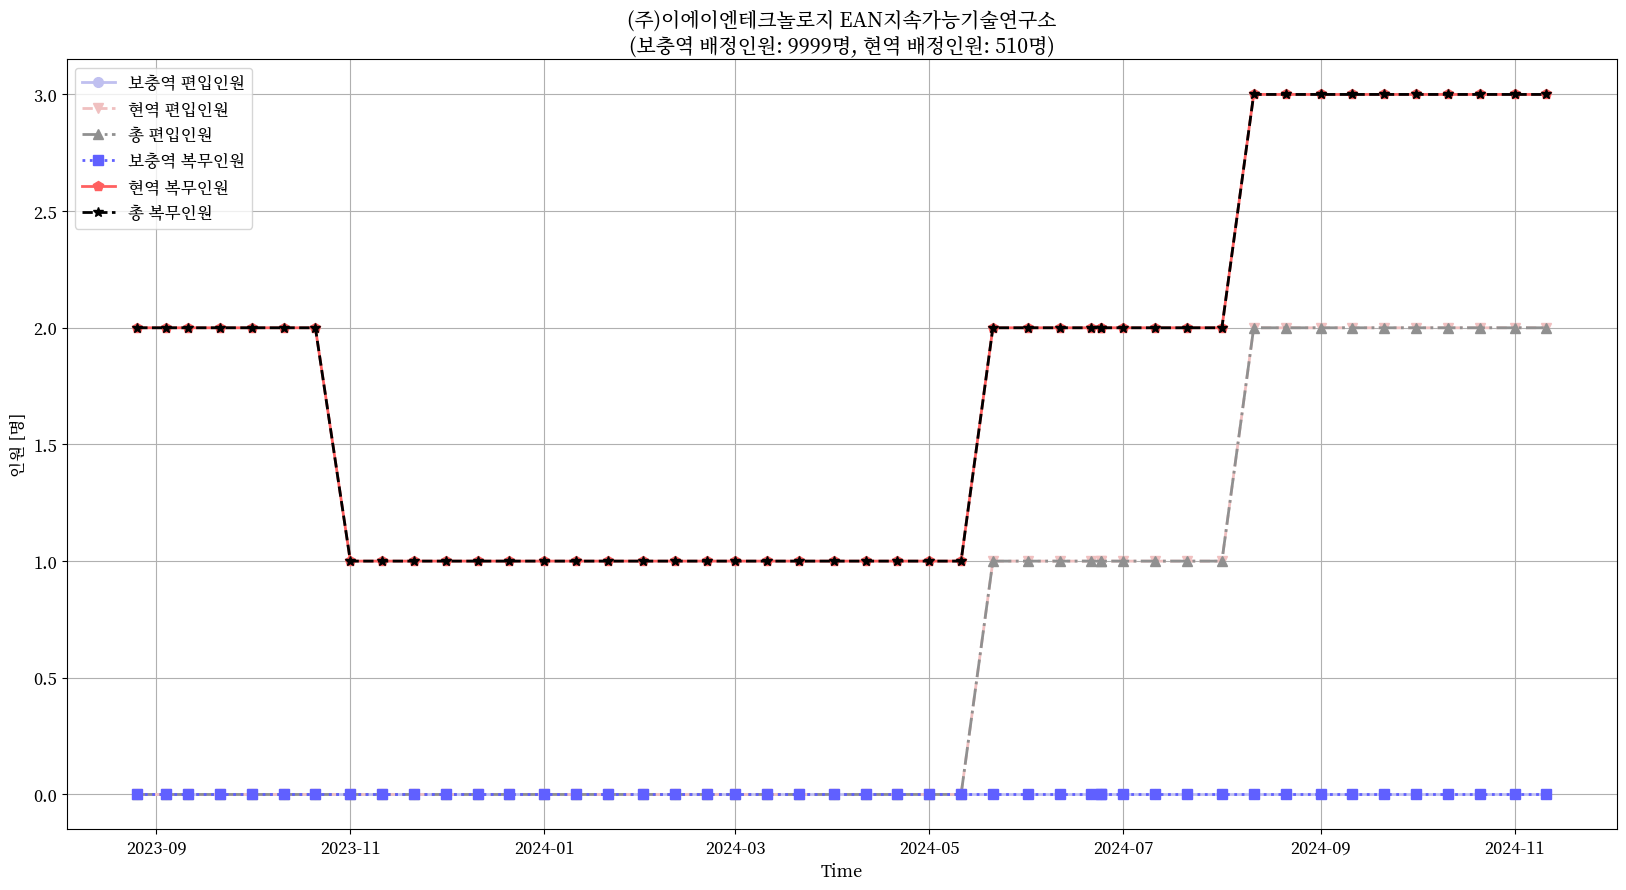 (주)이에이엔테크놀로지 EAN지속가능기술연구소
(보충역 배정인원: 9999명, 현역 배정인원: 510명)
보충역 편입인원
현역 편입인원
총 편입인원
보충역 복무인원
현역 복무인원
총 복무인원
3.0
2.5
2.0
1.5
1.0
0.5
0.0
인원 [명]
2023-09 2023-11 2024-01 2024-03 2024-05 2024-07 2024-09 2024-11
Time